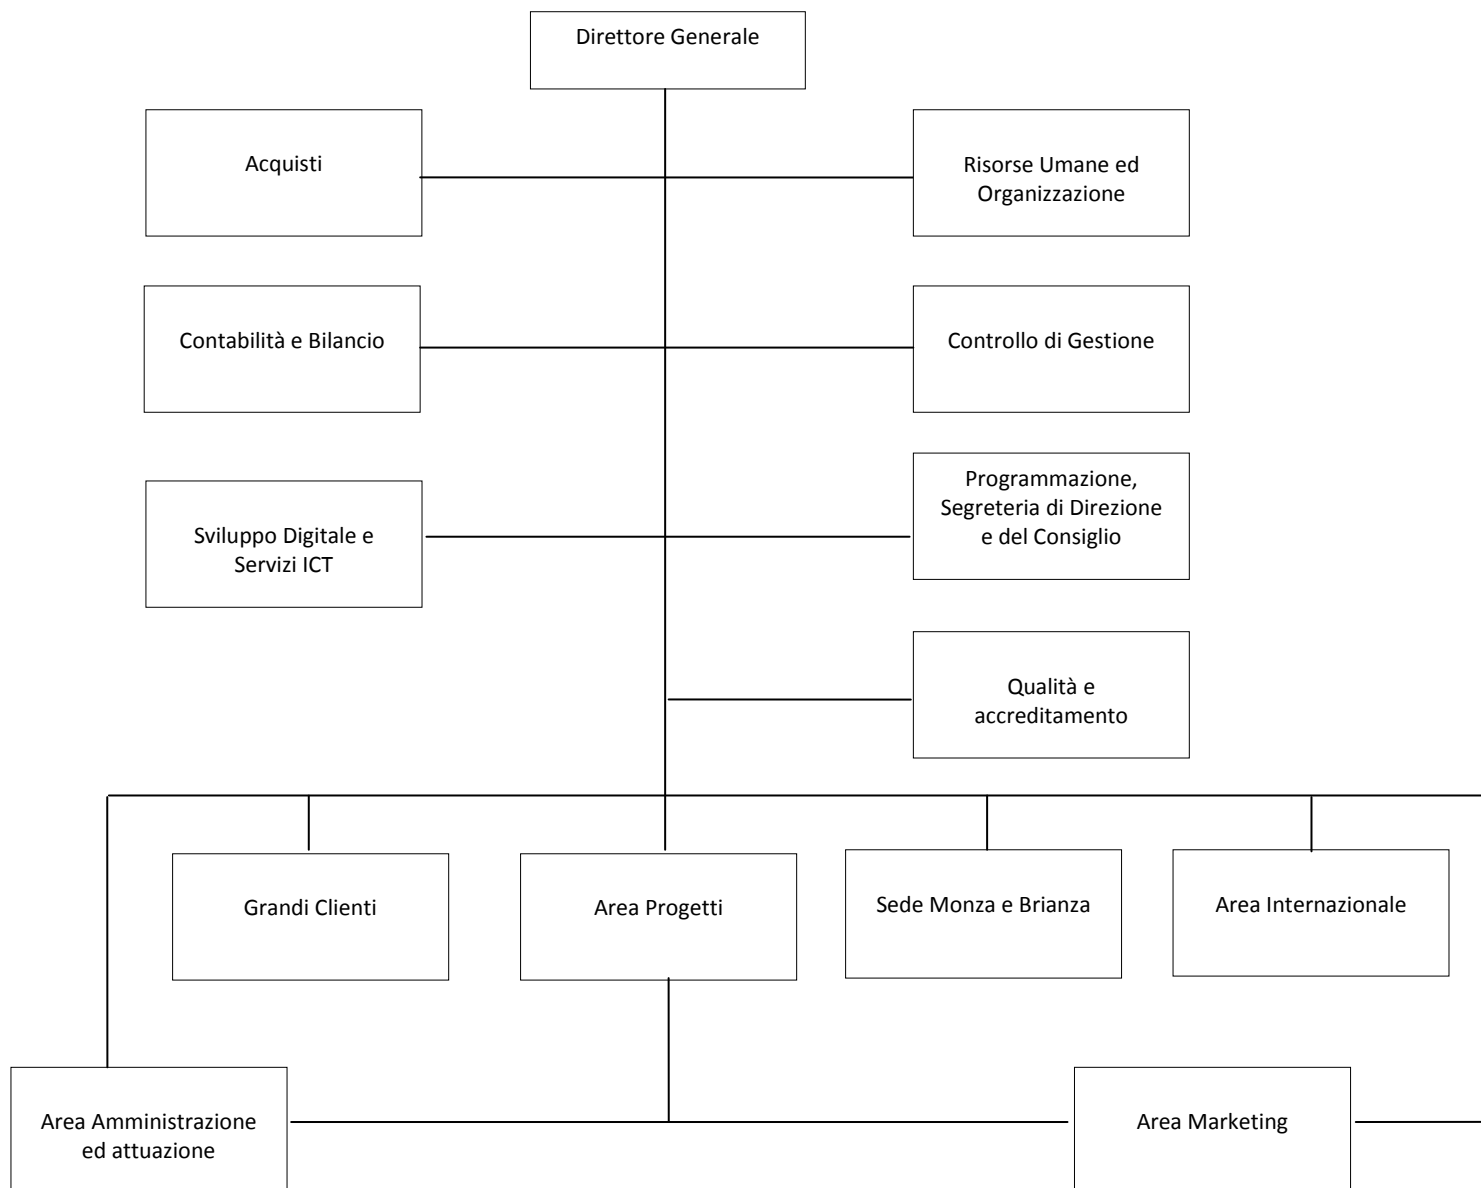 Direttore Generale
Acquisti
Risorse Umane ed
Organizzazione
Contabilità e Bilancio
Controllo di Gestione
Sviluppo Digitale e
Servizi ICT
Programmazione,
Segreteria di Direzione
e del Consiglio
Qualità e
accreditamento
Grandi Clienti
Area Progetti
Sede Monza e Brianza
Area Internazionale
Area Amministrazione
ed attuazione
Area Marketing